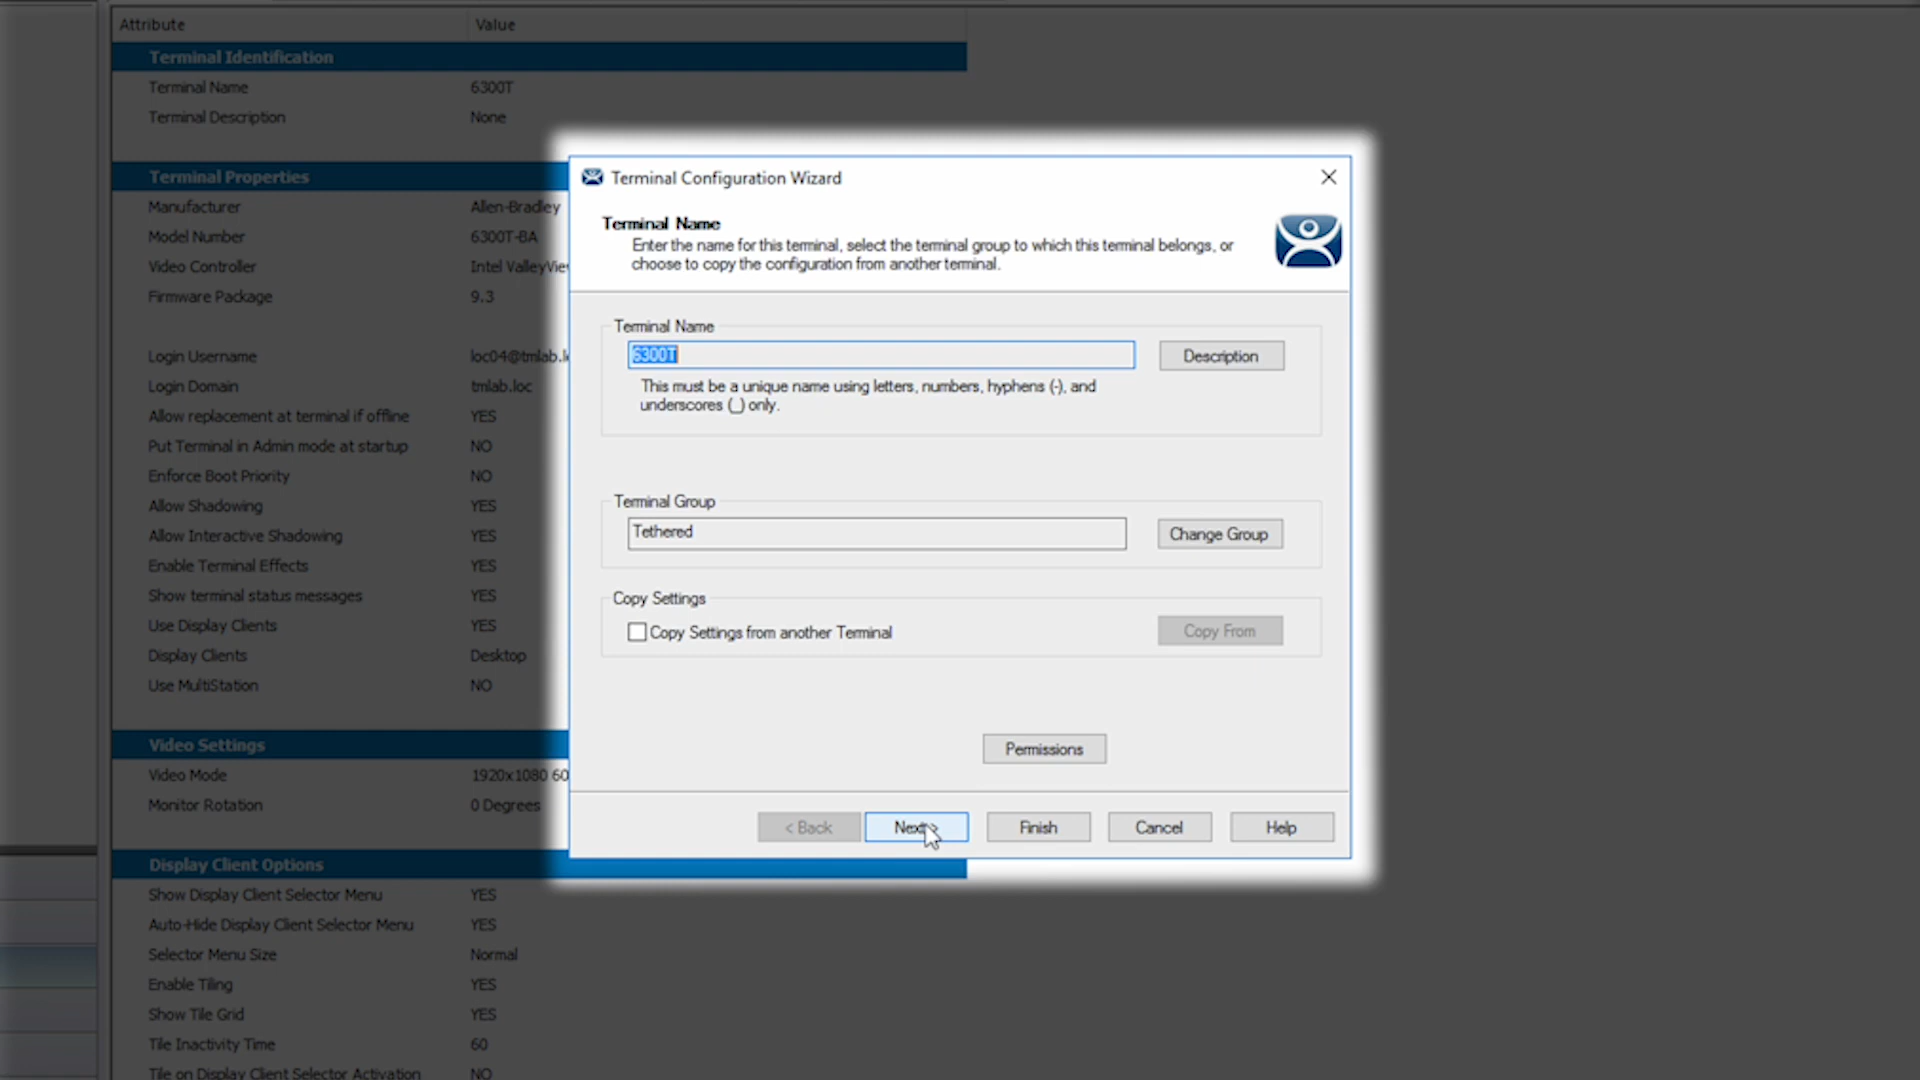 Attribute Value
Terminal Identification
Terminal Name 6300T
Terminal Description None
Terminal Properties
Manufacturer Allen-Bradley
Model Number 6300T-BA
Video Controller Intel ValleyView
Firmware Package 9.3
Login Username loc04@tmlab.l
Login Domain tmlab.loc
Allow replacement at terminal if offline YES
Put Terminal in Admin mode at startup NO
Enforce Boot Priority NO
Allow Shadowing YES
Allow Interactive Shadowing YES
Enable Terminal Effects YES
Show terminal status messages YES
Use Display Clients YES
Display Clients Desktop
Use MultiStation NO
Video Settings
Video Mode 1920x1080 60
Monitor Rotation 0 Degrees
Display Client Options
Show Display Client Selector Menu YES
Auto-Hide Display Client Selector Menu YES
Selector Menu Size Normal
Enable Tiling YES
Show Tile Grid YES
Tile Inactivity Time 60
Tile on Display Client Selector Activation NO
Terminal Configuration Wizard
Terminal Name
Enter the name for this terminal, select the terminal group to which this terminal belongs, or
choose to copy the configuration from another terminal.
Terminal Name
6300T Description
This must be a unique name using letters, numbers, hyphens (-), and
underscores (_) only.
Terminal Group
Tethered Change Group
Copy Settings
Copy Settings from another Terminal Copy From
Permissions
< Back Next > Finish Cancel Help